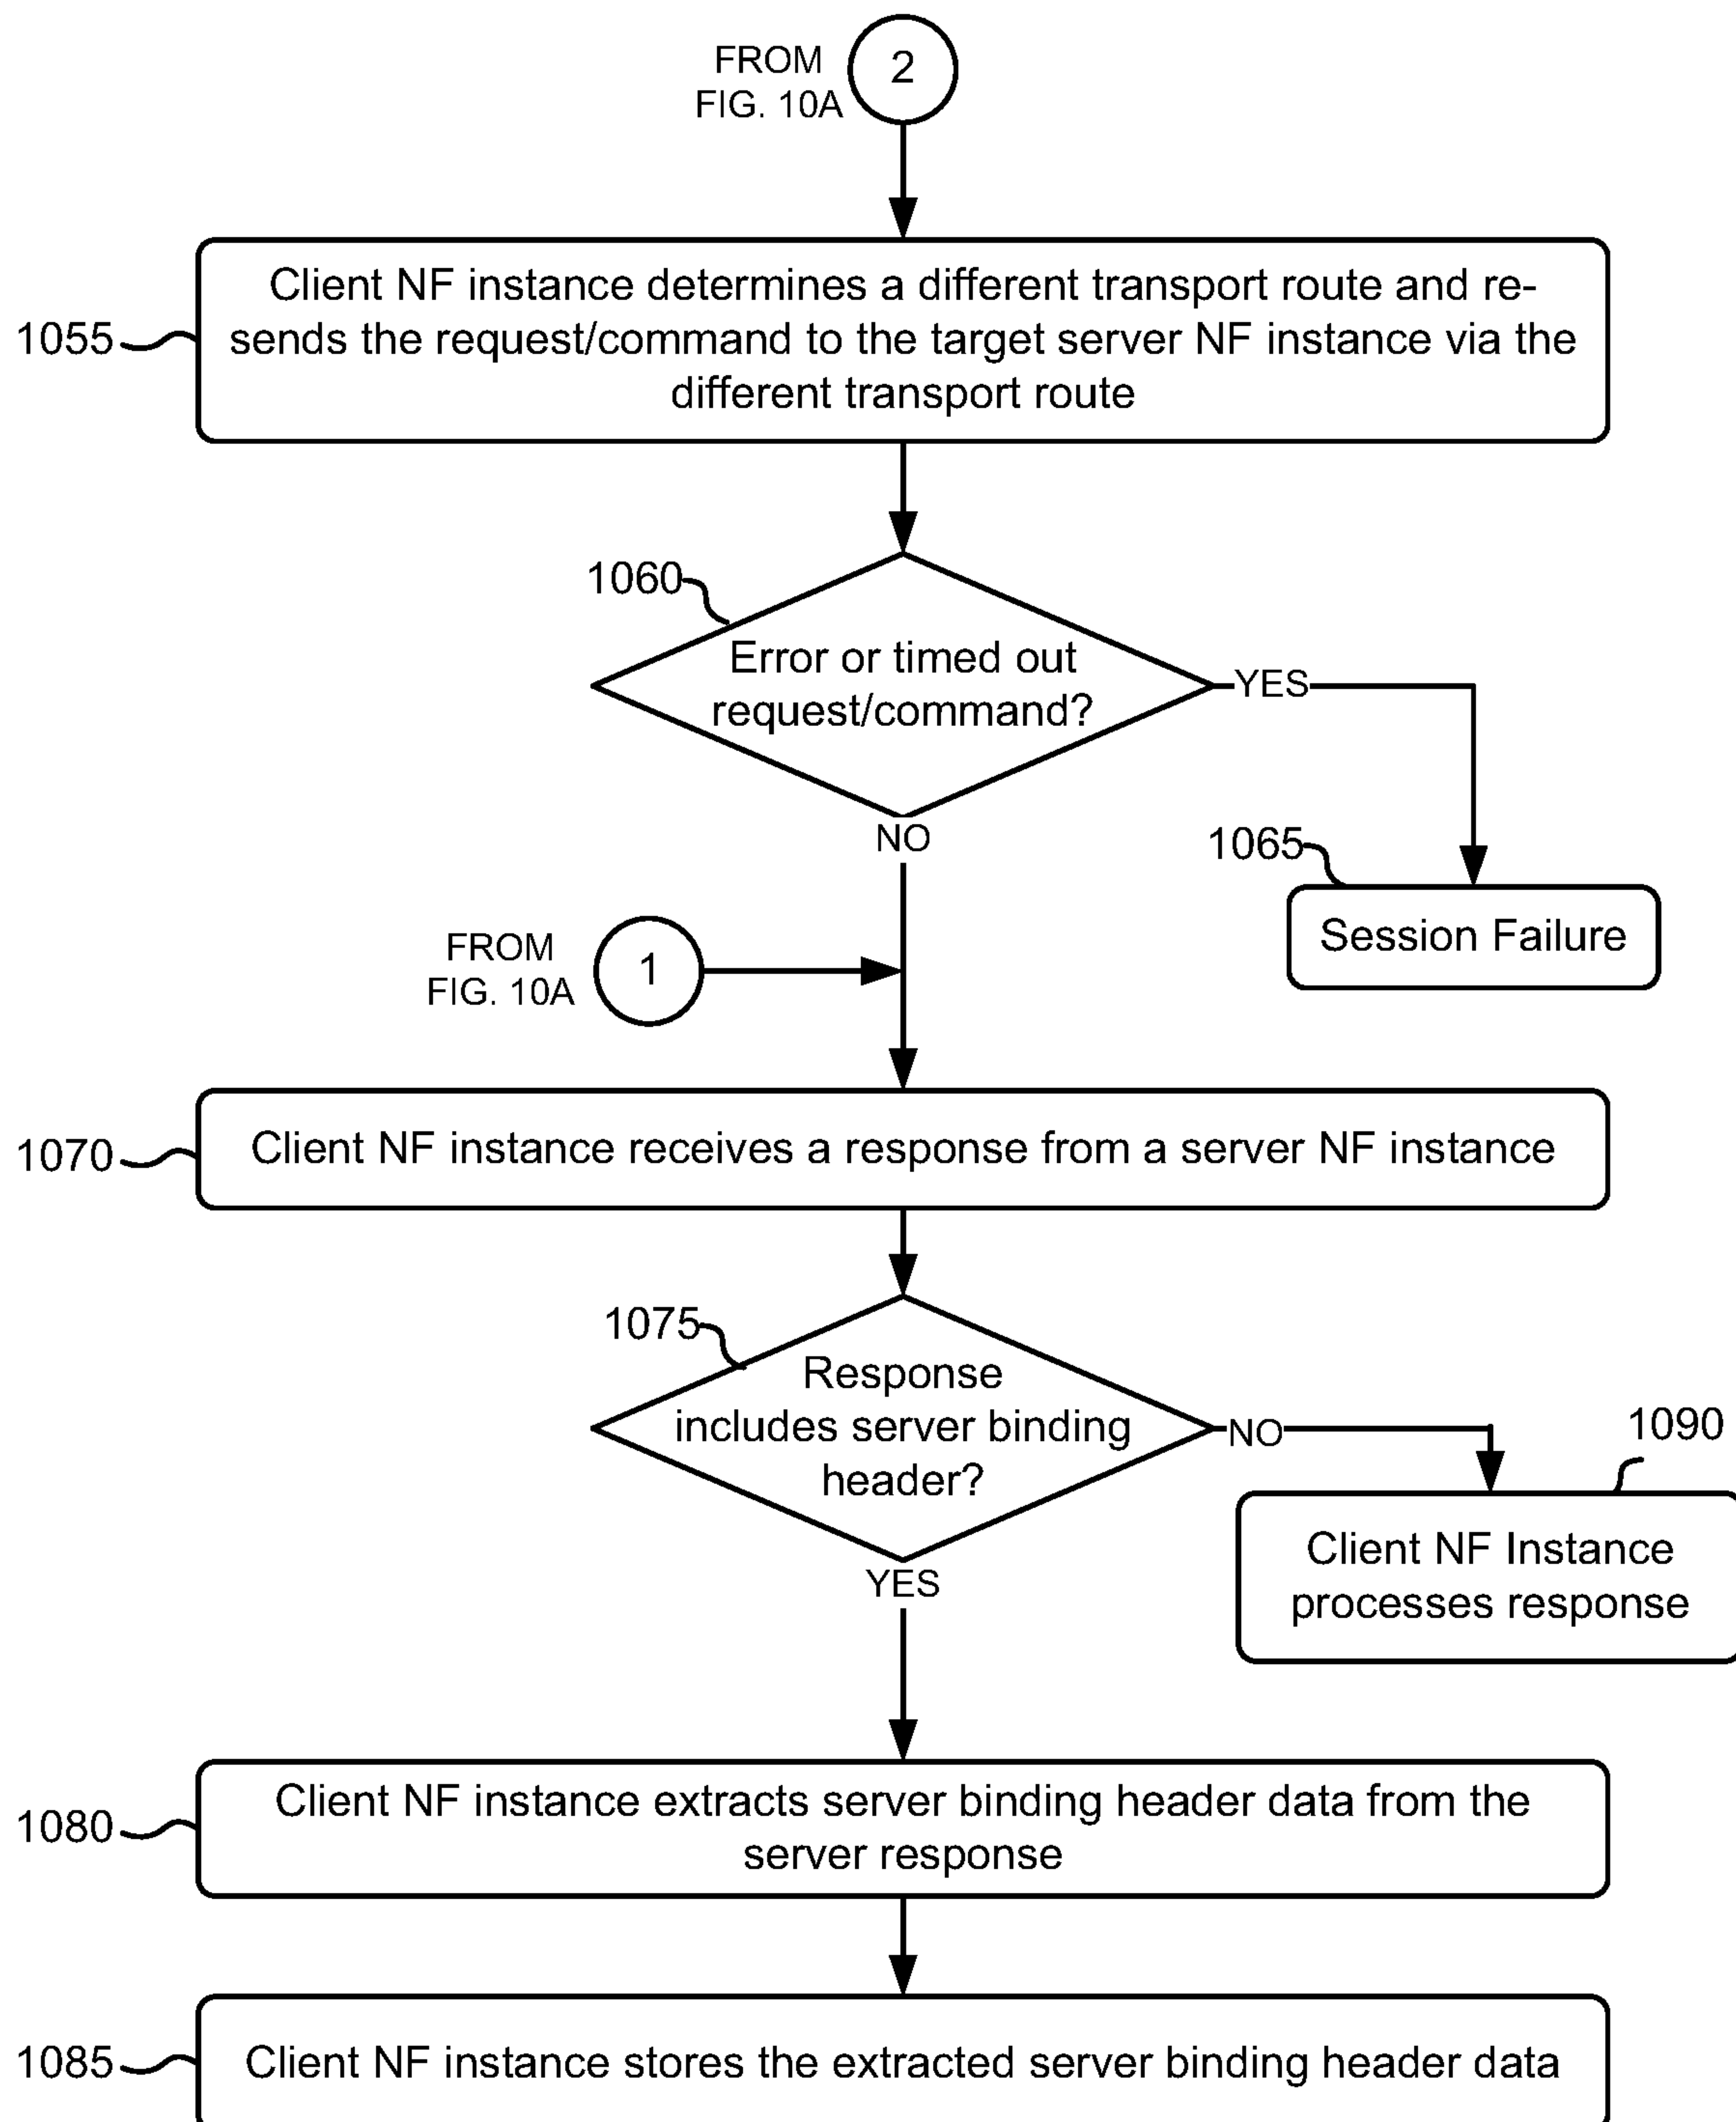 FROM
FIG. 10A
2
1055
Client NF instance determines a different transport route and re-
sends the request/command to the target server NF instance via the
different transport route
1060
Error or timed out
request/command?
YES
NO
1065
Session Failure
FROM
FIG. 10A
1
1070
Client NF instance receives a response from a server NF instance
1075
Response
includes server binding
header?
NO
YES
1090
Client NF Instance
processes response
1080
Client NF instance extracts server binding header data from the
server response
1085
Client NF instance stores the extracted server binding header data